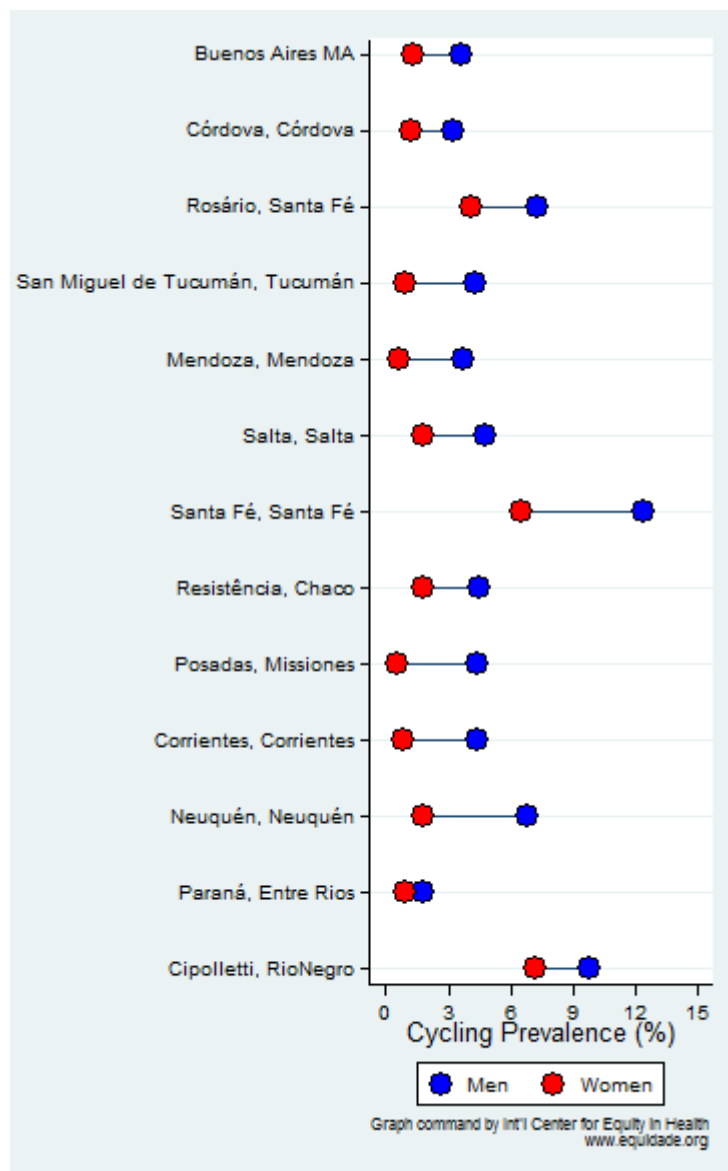 Buenos Aires MA
Córdova, Córdova
Rosário, Santa Fé
San Miguel de Tucumán, Tucumán
Mendoza, Mendoza
Salta, Salta
Santa Fé, Santa Fé
Resistência, Chaco
Posadas, Missiones
Corrientes, Corrientes
Neuquén, Neuquén
Paraná, Entre Rios
Cipolletti, RioNegro
0 3 6 9 12 15
Cycling Prevalence (%)
Men Women
Graph command by Int'l Center for Equity in Health
www.equidade.org